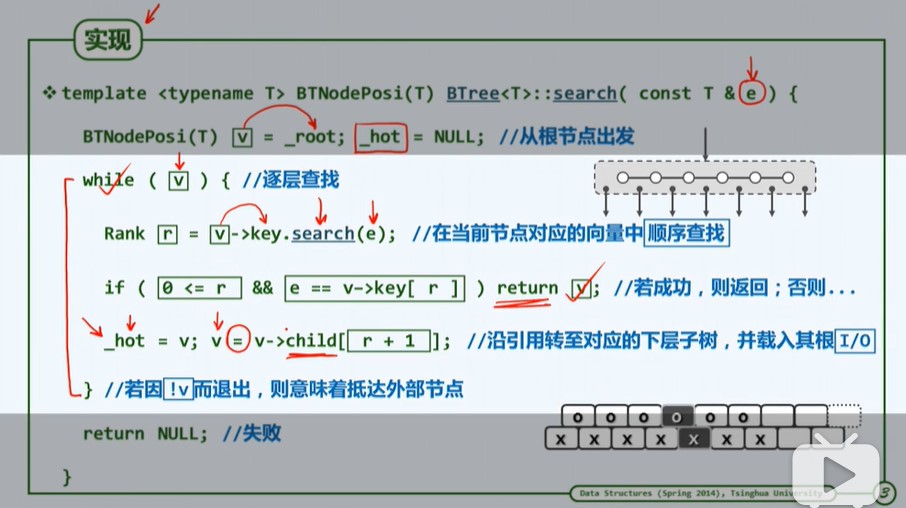 实现
❖ template <typename T> BTNodePosi(T) BTree<T>::search( const T & e ) {
BTNodePosi(T) v = _root; _hot = NULL; //从根节点出发
while ( v ) { //逐层查找
Rank r = v->key.search(e); //在当前节点对应的向量中顺序查找
if ( 0 <= r && e == v->key[ r ] ) return v; //若成功，则返回；否则...
_hot = v; v = v->child[ r + 1 ]; //沿引用转至对应的下层子树，并载入其根I/O
} //若因!v而退出，则意味着抵达外部节点
o o o o o o
return NULL; //失败
x x x x x x x
}
Data Structures (Spring 2014), Tsinghua University
3